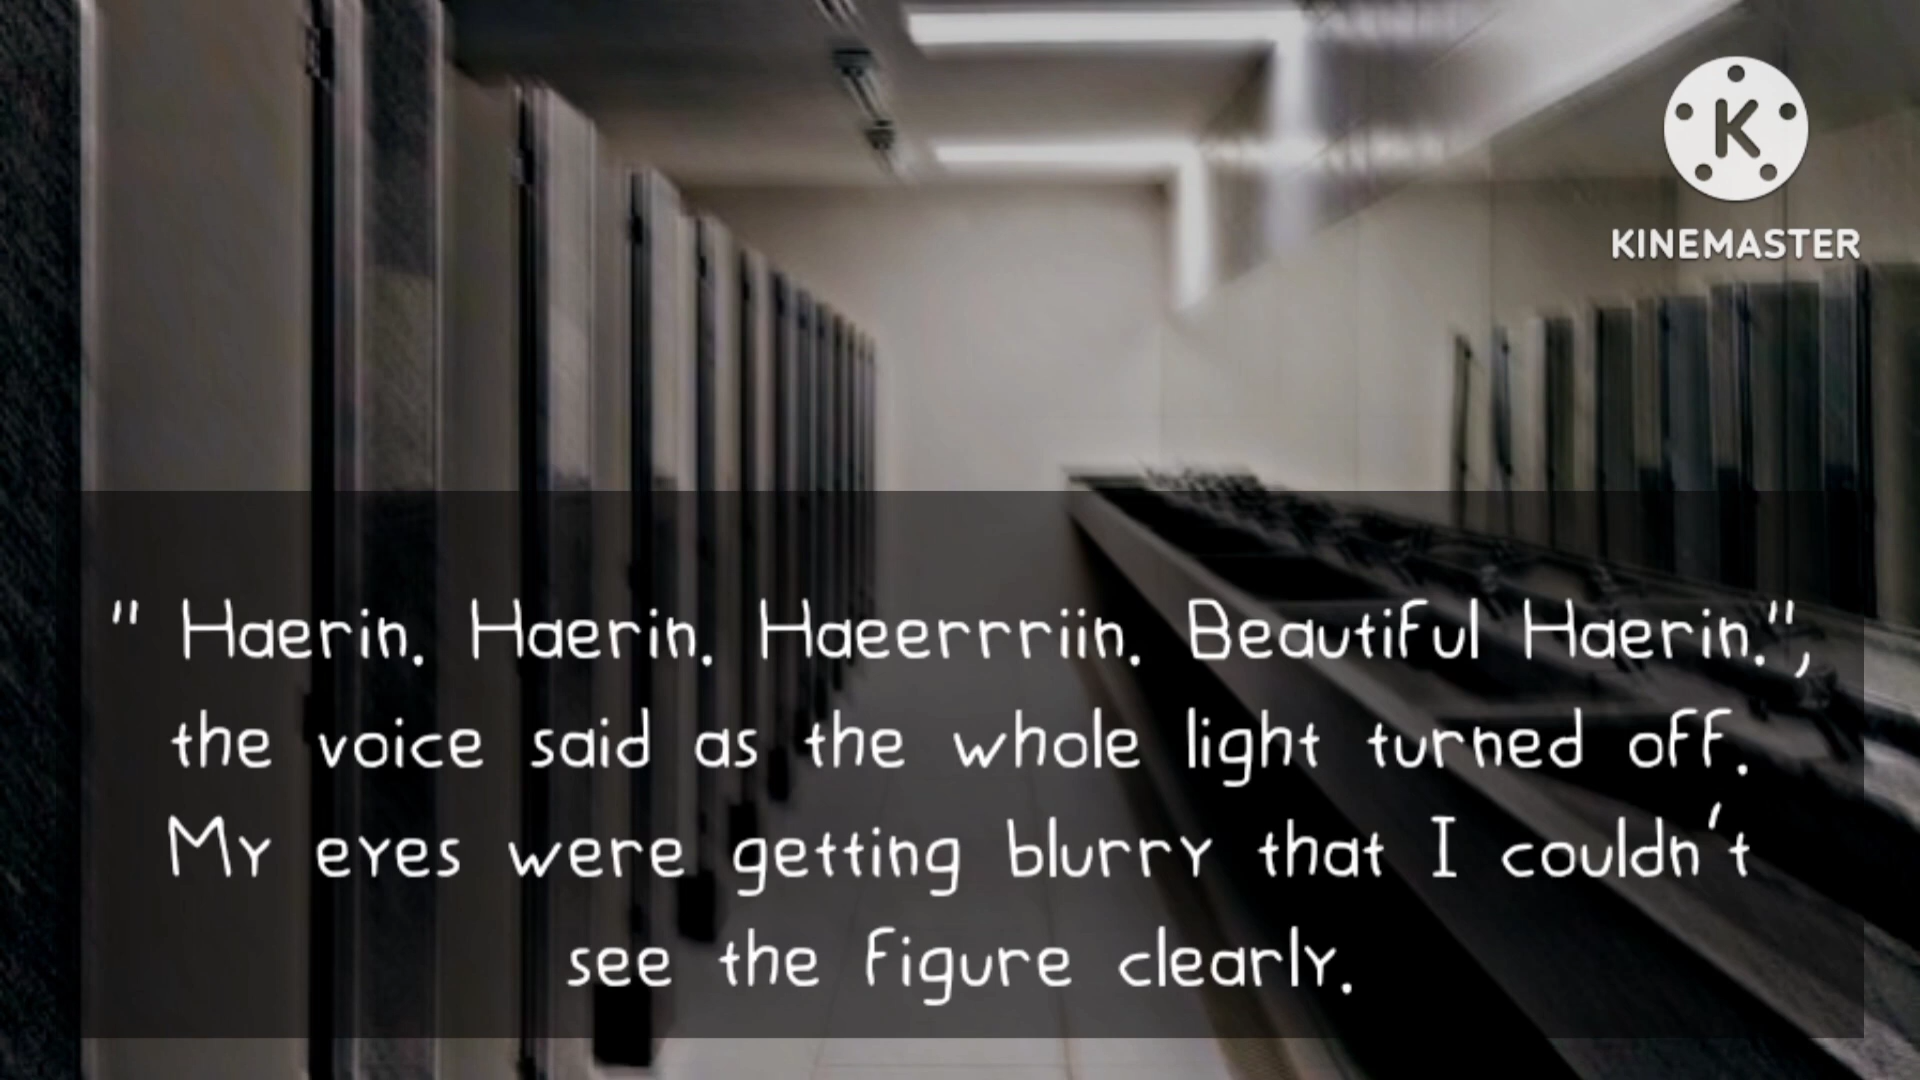 K
KINEMASTER
" Haerin. Haerin. Haeerrriin. Beautiful Haerin.",
the voice said as the whole light turned off.
My eyes were getting blurry that I couldn't
see the figure clearly.